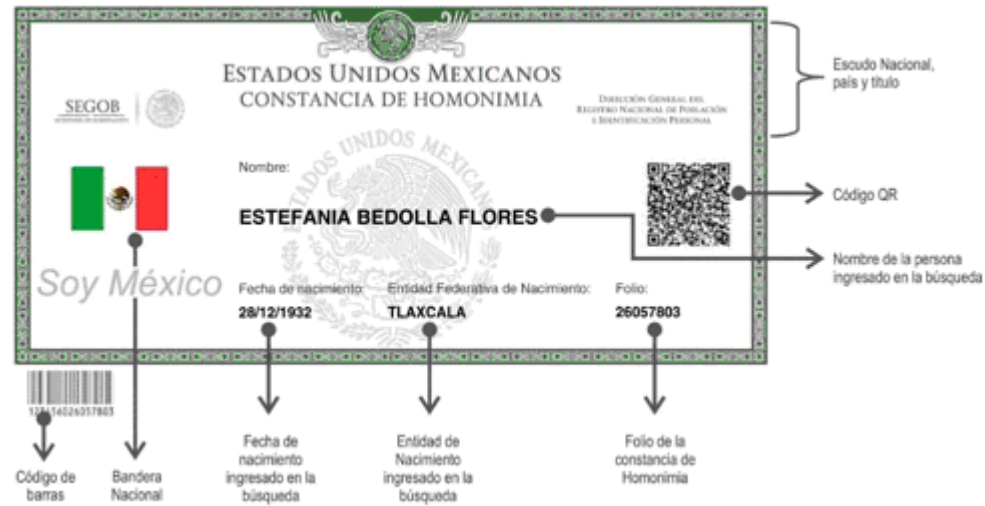 ESTADOS UNIDOS MEXICANOS
CONSTANCIA DE HOMONIMIA
SEGOB
DIRECCIÓN GENERAL DEL
REGISTRO NACIONAL DE POBLACIÓN
E IDENTIFICACIÓN PERSONAL
Escudo Nacional,
país y título
ESTADOS UNIDOS MEXICANOS
Nombre:
ESTEFANIA BEDOLLA FLORES
Código QR
Nombre de la persona
ingresado en la búsqueda
Soy México
Fecha de nacimiento: Entidad Federativa de Nacimiento: Folio:
28/12/1932 TLAXCALA 26057803
Código de
barras
Bandera
Nacional
Fecha de
nacimiento
ingresado en la
búsqueda
Entidad de
Nacimiento
ingresado en la
búsqueda
Folio de la
constancia de
Homonimia